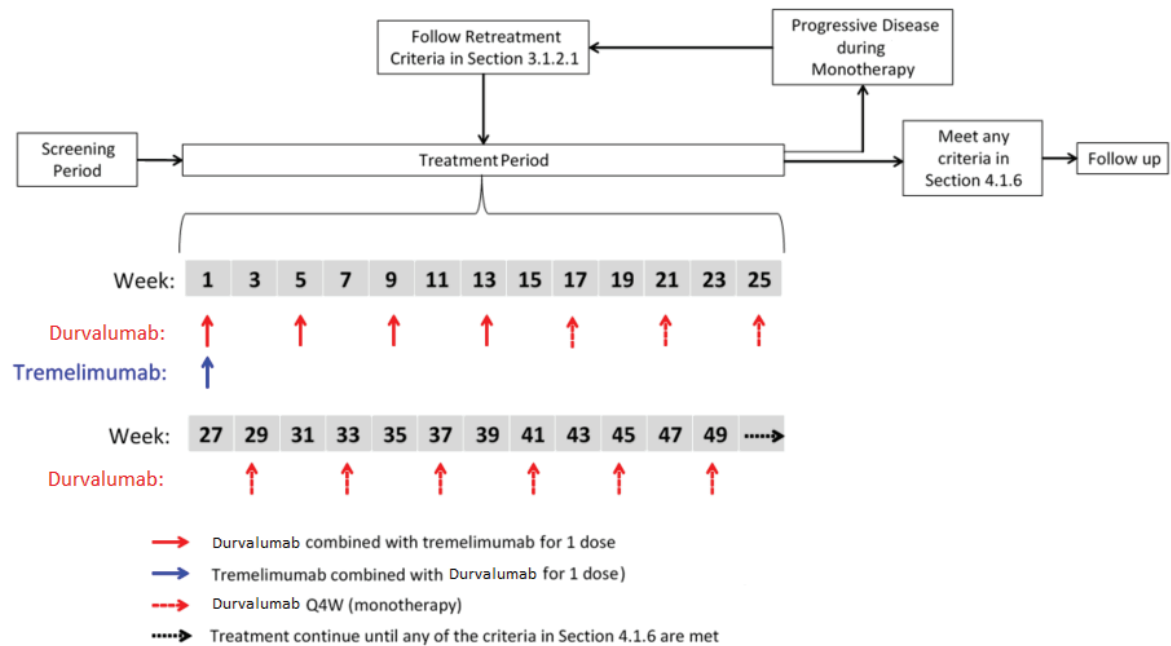 Follow Retreatment
Criteria in Section 3.1.2.1
Progressive Disease
during
Monotherapy
Screening
Period
Treatment Period
Meet any
criteria in
Section 4.1.6
Follow up
Week: 1 3 5 7 9 11 13 15 17 19 21 23 25
Durvalumab:
Tremelimumab:
Week: 27 29 31 33 35 37 39 41 43 45 47 49
Durvalumab:
Durvalumab combined with tremelimumab for 1 dose
Tremelimumab combined with Durvalumab for 1 dose)
Durvalumab Q4W (monotherapy)
Treatment continue until any of the criteria in Section 4.1.6 are met